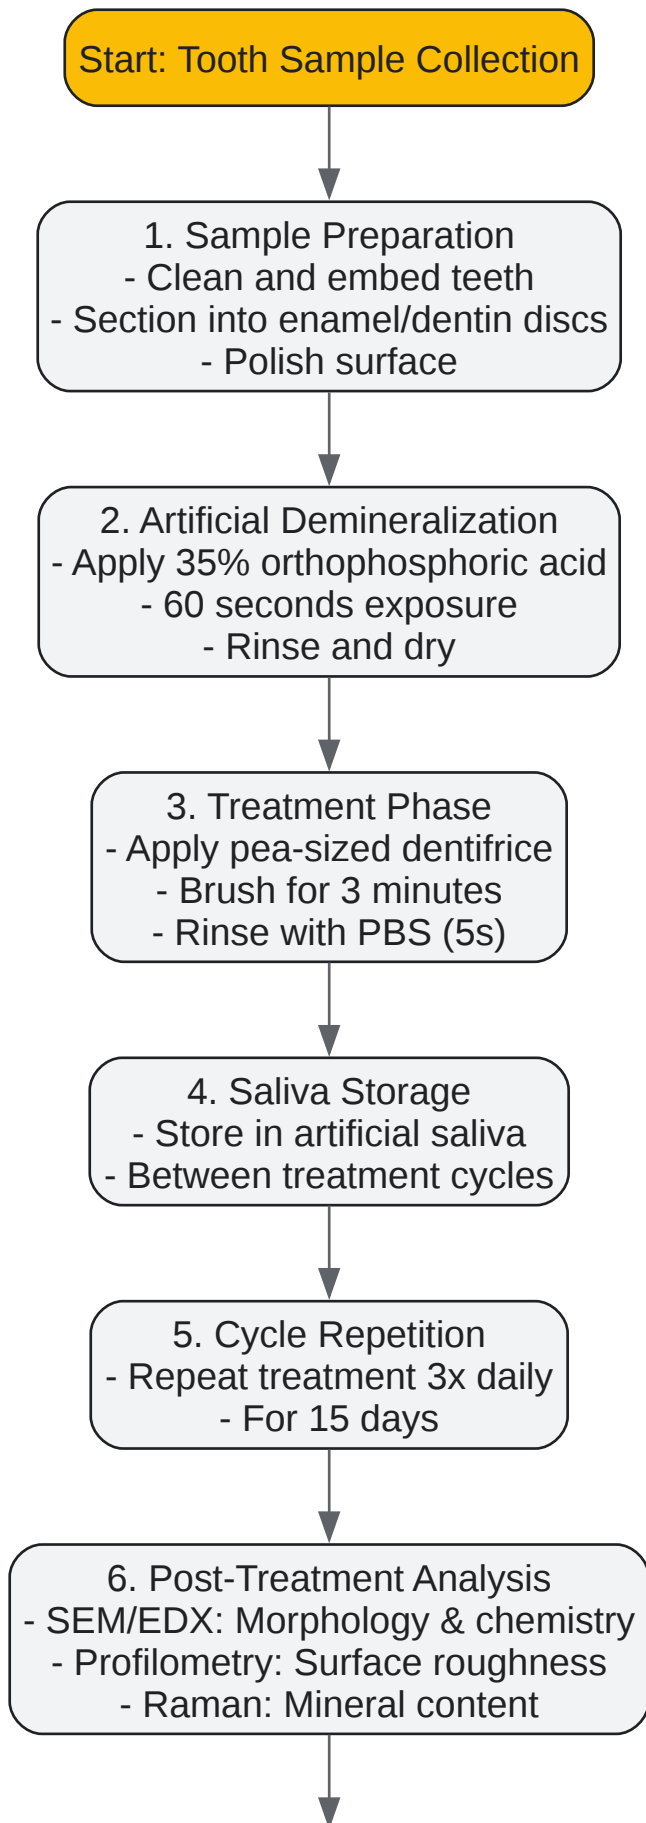 Start: Tooth Sample Collection
1. Sample Preparation
- Clean and embed teeth
- Section into enamel/dentin discs
- Polish surface
2. Artificial Demineralization
- Apply 35% orthophosphoric acid
- 60 seconds exposure
- Rinse and dry
3. Treatment Phase
- Apply pea-sized dentifrice
- Brush for 3 minutes
- Rinse with PBS (5s)
4. Saliva Storage
- Store in artificial saliva
- Between treatment cycles
5. Cycle Repetition
- Repeat treatment 3x daily
- For 15 days
6. Post-Treatment Analysis
- SEM/EDX: Morphology & chemistry
- Profilometry: Surface roughness
- Raman: Mineral content